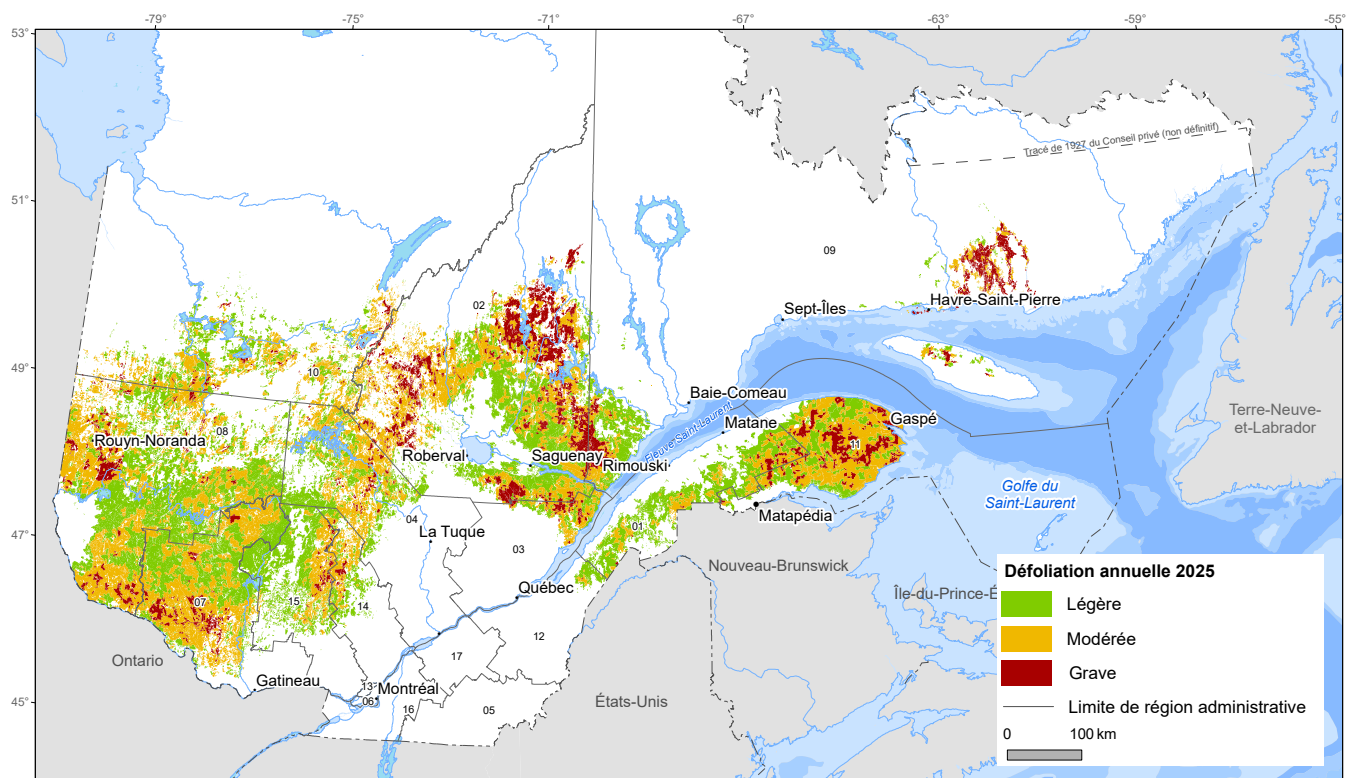 -79°
-75°
-71°
-67°
-63°
-59°
-55°
53°
51°
49°
47°
45°
Tracé de 1927 du Conseil privé (non définitif)
09
02
Sept-Îles
Havre-Saint-Pierre
10
Baie-Comeau
Fleuve Saint-Laurent
Matane
Gaspé
Terre-Neuve-
et-Labrador
08
Rouyn-Noranda
11
Roberval
Saguenay
Rimouski
Golfe du
Saint-Laurent
04
La Tuque
01
Matapédia
03
Nouveau-Brunswick
Québec
Île-du-Prince-É
07
15
14
12
17
Ontario
Gatineau
13
06
Montréal
16
05
États-Unis
Défoliation annuelle 2025
Légère
Modérée
Grave
Limite de région administrative
0
100 km